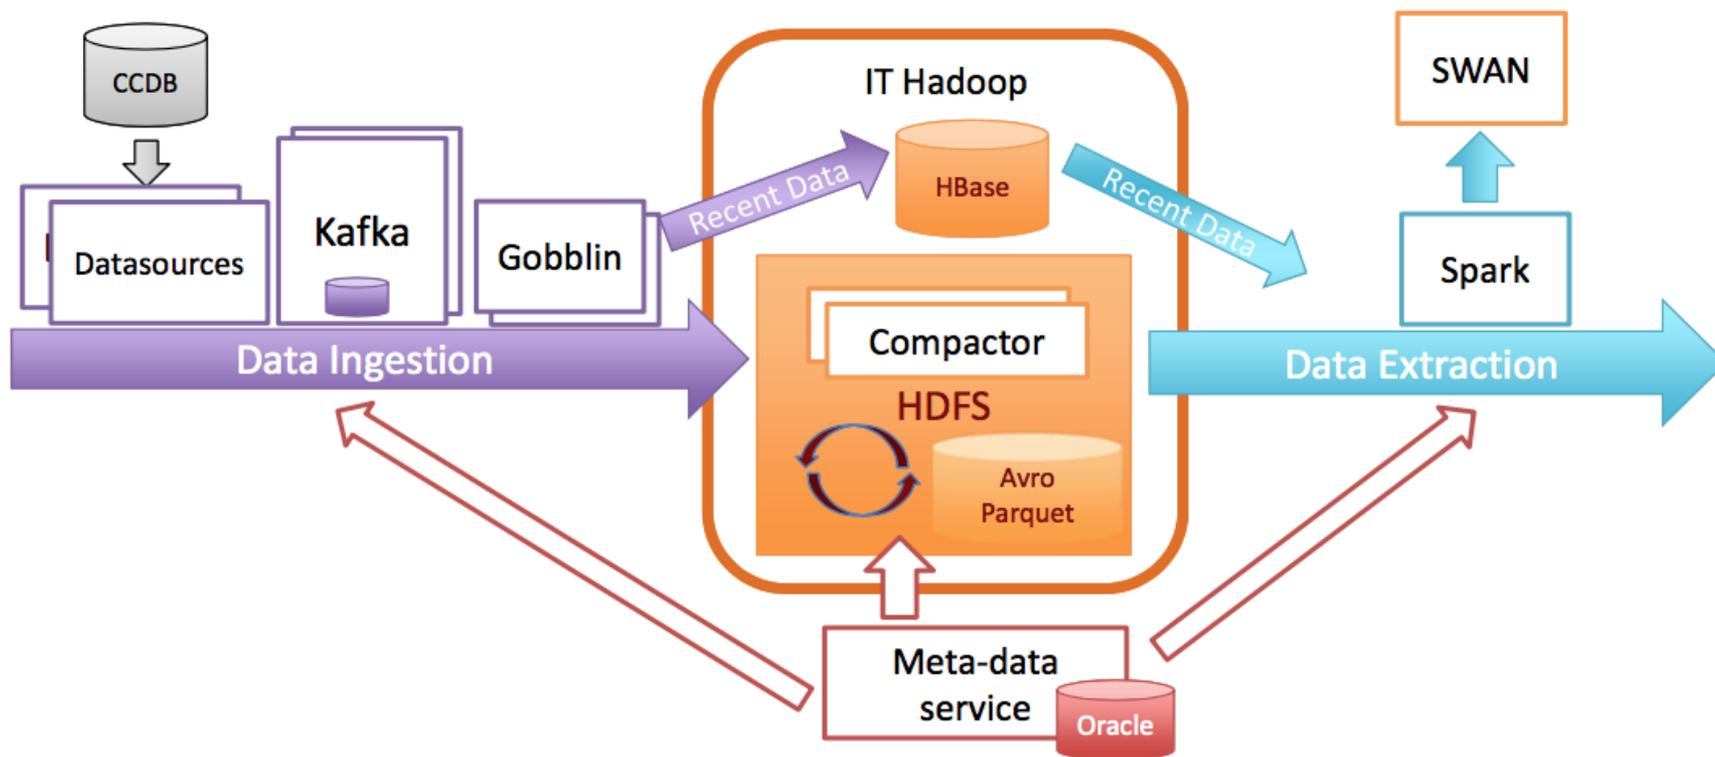 CCDB
Datasources
Kafka
Gobblin
Data Ingestion
Recent Data
IT Hadoop
HBase
Compactor
HDFS
Avro
Parquet
Recent Data
SWAN
Spark
Data Extraction
Meta-data
service
Oracle